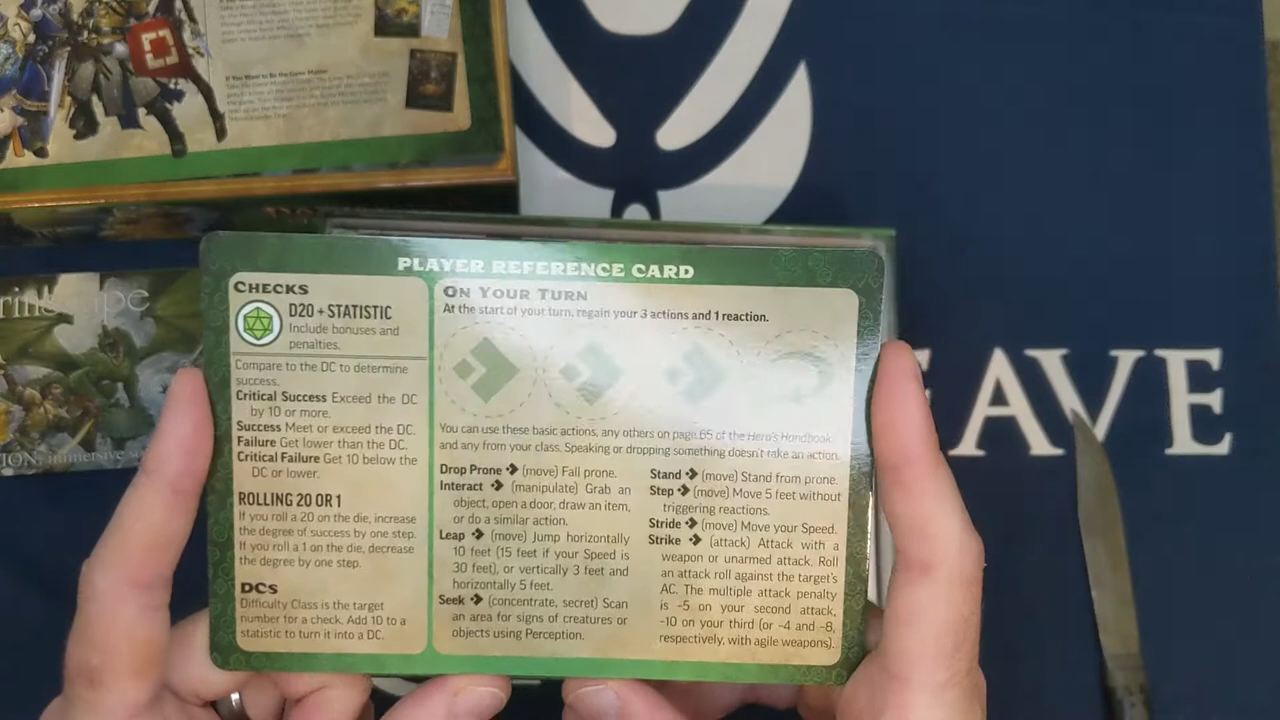 If You Want to Be the Game Master
PLAYER REFERENCE CARD
CHECKS
D20 + STATISTIC
Include bonuses and
penalties.
Compare to the DC to determine
success.
Critical Success Exceed the DC
by 10 or more.
Success Meet or exceed the DC.
Failure Get lower than the DC.
Critical Failure Get 10 below the
DC or lower.
ROLLING 20 OR 1
If you roll a 20 on the die, increase
the degree of success by one step.
If you roll a 1 on the die, decrease
the degree by one step.
DCs
Difficulty Class is the target
number for a check. Add 10 to a
statistic to turn it into a DC.
ON YOUR TURN
At the start of your turn, regain your 3 actions and 1 reaction.
You can use these basic actions, any others on page 65 of the Hero's Handbook,
and any from your class. Speaking or dropping something doesn't take an action.
Drop Prone (move) Fall prone.
Interact (manipulate) Grab an
object, open a door, draw an item,
or do a similar action.
Leap (move) Jump horizontally
10 feet (15 feet if your Speed is
30 feet), or vertically 3 feet and
horizontally 5 feet.
Seek (concentrate, secret) Scan
an area for signs of creatures or
objects using Perception.
Stand (move) Stand from prone.
Step (move) Move 5 feet without
triggering reactions.
Stride (move) Move your Speed.
Strike (attack) Attack with a
weapon or unarmed attack. Roll
an attack roll against the target's
AC. The multiple attack penalty
is -5 on your second attack,
-10 on your third (or -4 and -8,
respectively, with agile weapons).
EAVE
ION, immersive